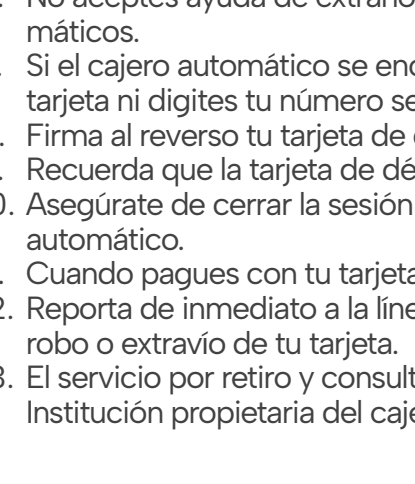 No aceptes ayuda de extraño
máticos.
Si el cajero automático se enc
tarjeta ni digites tu número se
Firma al reverso tu tarjeta de
Recuerda que la tarjeta de dé
0. Asegúrate de cerrar la sesión
automático.
Cuando pagues con tu tarjeta
2. Reporta de inmediato a la líne
robo o extravío de tu tarjeta.
3. El servicio por retiro y consult
Institución propietaria del caje